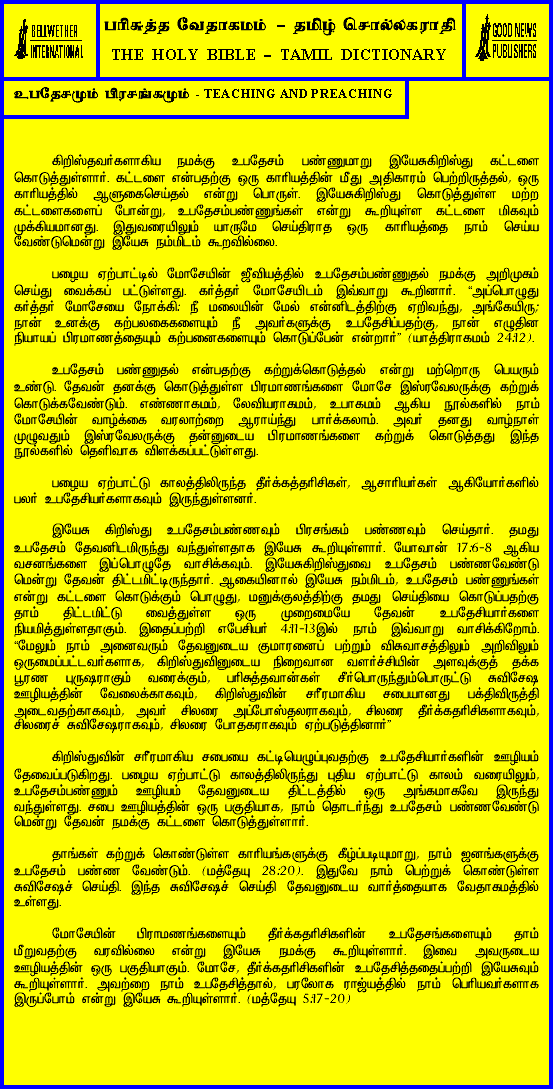 BELLWETHER
INTERNATIONAL
பரிசுத்த வேதாகமம் - தமிழ் சொல்லகராதி
THE HOLY BIBLE - TAMIL DICTIONARY
GOOD NEWS
PUBLISHERS
உபதேசமும் பிரசங்கமும் - TEACHING AND PREACHING
கிறிஸ்தவர்களாகிய நமக்கு உபதேசம் பண்ணுமாறு இயேசுகிறிஸ்து கட்டளை
கொடுத்துள்ளார். கட்டளை என்பதற்கு ஒரு காரியத்தின் மீது அதிகாரம் பெற்றிருத்தல், ஒரு
காரியத்தில் ஆளுகைசெய்தல் என்று பொருள். இயேசுகிறிஸ்து கொடுத்துள்ள மற்ற
கட்டளைகளைப் போன்று, உபதேசம்பண்ணுங்கள் என்று கூறியுள்ள கட்டளை மிகவும்
முக்கியமானது. இதுவரையிலும் யாருமே செய்திராத ஒரு காரியத்தை நாம் செய்ய
வேண்டுமென்று இயேசு நம்மிடம் கூறவில்லை.
பழைய ஏற்பாட்டில் மோசேயின் ஜீவியத்தில் உபதேசம்பண்ணுதல் நமக்கு அறிமுகம்
செய்து வைக்கப் பட்டுள்ளது. கர்த்தர் மோசேயிடம் இவ்வாறு கூறினார். "அப்பொழுது
கர்த்தர் மோசேயை நோக்கி: நீ மலையின் மேல் என்னிடத்திற்கு ஏறிவந்து, அங்கேயிரு;
நான் உனக்கு கற்பலகைகளையும் நீ அவர்களுக்கு உபதேசிப்பதற்கு, நான் எழுதின
நியாயப் பிரமாணத்தையும் கற்பனைகளையும் கொடுப்பேன் என்றார்" (யாத்திராகமம் 24:12).
உபதேசம் பண்ணுதல் என்பதற்கு கற்றுக்கொடுத்தல் என்று மற்றொரு பெயரும்
உண்டு. தேவன் தனக்கு கொடுத்துள்ள பிரமாணங்களை மோசே இஸ்ரவேலருக்கு கற்றுக்
கொடுக்கவேண்டும். எண்ணாகமம், லேவியராகமம், உபாகமம் ஆகிய நூல்களில் நாம்
மோசேயின் வாழ்க்கை வரலாற்றை ஆராய்ந்து பார்க்கலாம். அவர் தனது வாழ்நாள்
முழுவதும் இஸ்ரவேலருக்கு தன்னுடைய பிரமாணங்களை கற்றுக் கொடுத்தது இந்த
நூல்களில் தெளிவாக விளக்கப்பட்டுள்ளது.
பழைய ஏற்பாட்டு காலத்திலிருந்த தீர்க்கத்தரிசிகள், ஆசாரியர்கள் ஆகியோர்களில்
பலர் உபதேசியர்களாகவும் இருந்துள்ளனர்.
இயேசு கிறிஸ்து உபதேசம்பண்ணவும் பிரசங்கம் பண்ணவும் செய்தார். தமது
உபதேசம் தேவனிடமிருந்து வந்துள்ளதாக இயேசு கூறியுள்ளார். யோவான் 17:6-8 ஆகிய
வசனங்களை இப்பொழுதே வாசிக்கவும். இயேசுகிறிஸ்துவை உபதேசம் பண்ணவேண்டு
மென்று தேவன் திட்டமிட்டிருந்தார். ஆகையினால் இயேசு நம்மிடம், உபதேசம் பண்ணுங்கள்
என்று கட்டளை கொடுக்கும் பொழுது, மனுக்குலத்திற்கு தமது செய்தியை கொடுப்பதற்கு
தாம் திட்டமிட்டு வைத்துள்ள ஒரு முறைமையே தேவன் உபதேசியார்களை
நியமித்துள்ளதாகும். இதைப்பற்றி எபேசியர் 4:11-13இல் நாம் இவ்வாறு வாசிக்கிறோம்.
"மேலும் நாம் அனைவரும் தேவனுடைய குமாரனைப் பற்றும் விசுவாசத்திலும் அறிவிலும்
ஒருமைப்பட்டவர்களாக, கிறிஸ்துவினுடைய நிறைவான வளர்ச்சியின் அளவுக்குத் தக்க
பூரண புருஷராகும் வரைக்கும், பரிசுத்தவான்கள் சீர்பொருந்தும்பொருட்டு சுவிசேஷ
ஊழியத்தின் வேலைக்காகவும், கிறிஸ்துவின் சரீரமாகிய சபையானது பக்திவிருத்தி
அடைவதற்காகவும், அவர் சிலரை அப்போஸ்தலராகவும், சிலரை தீர்க்கதரிசிகளாகவும்,
சிலரைச் சுவிசேஷராகவும், சிலரை போதகராகவும் ஏற்படுத்தினார்"
கிறிஸ்துவின் சரீரமாகிய சபையை கட்டியெழுப்புவதற்கு உபதேசியார்களின் ஊழியம்
தேவைப்படுகிறது. பழைய ஏற்பாட்டு காலத்திலிருந்து புதிய ஏற்பாட்டு காலம் வரையிலும்,
உபதேசம்பண்ணும் ஊழியம் தேவனுடைய திட்டத்தில் ஒரு அங்கமாகவே இருந்து
வந்துள்ளது. சபை ஊழியத்தின் ஒரு பகுதியாக, நாம் தொடர்ந்து உபதேசம் பண்ணவேண்டு
மென்று தேவன் நமக்கு கட்டளை கொடுத்துள்ளார்.
தாங்கள் கற்றுக் கொண்டுள்ள காரியங்களுக்கு கீழ்ப்படியுமாறு, நாம் ஜனங்களுக்கு
உபதேசம் பண்ண வேண்டும். (மத்தேயு 28:20). இதுவே நாம் பெற்றுக் கொண்டுள்ள
சுவிசேஷச் செய்தி. இந்த சுவிசேஷச் செய்தி தேவனுடைய வார்த்தையாக வேதாகமத்தில்
உள்ளது.
மோசேயின் பிராமணங்களையும் தீர்க்கதரிசிகளின் உபதேசங்களையும் தாம்
மீறுவதற்கு வரவில்லை என்று இயேசு நமக்கு கூறியுள்ளார். இவை அவருடைய
ஊழியத்தின் ஒரு பகுதியாகும். மோசே, தீர்க்கதரிசிகளின் உபதேசித்ததைப்பற்றி இயேசுவும்
கூறியுள்ளார். அவற்றை நாம் உபதேசித்தால், பரலோக ராஜ்யத்தில் நாம் பெரியவர்களாக
இருப்போம் என்று இயேசு கூறியுள்ளார். (மத்தேயு 5:17-20)